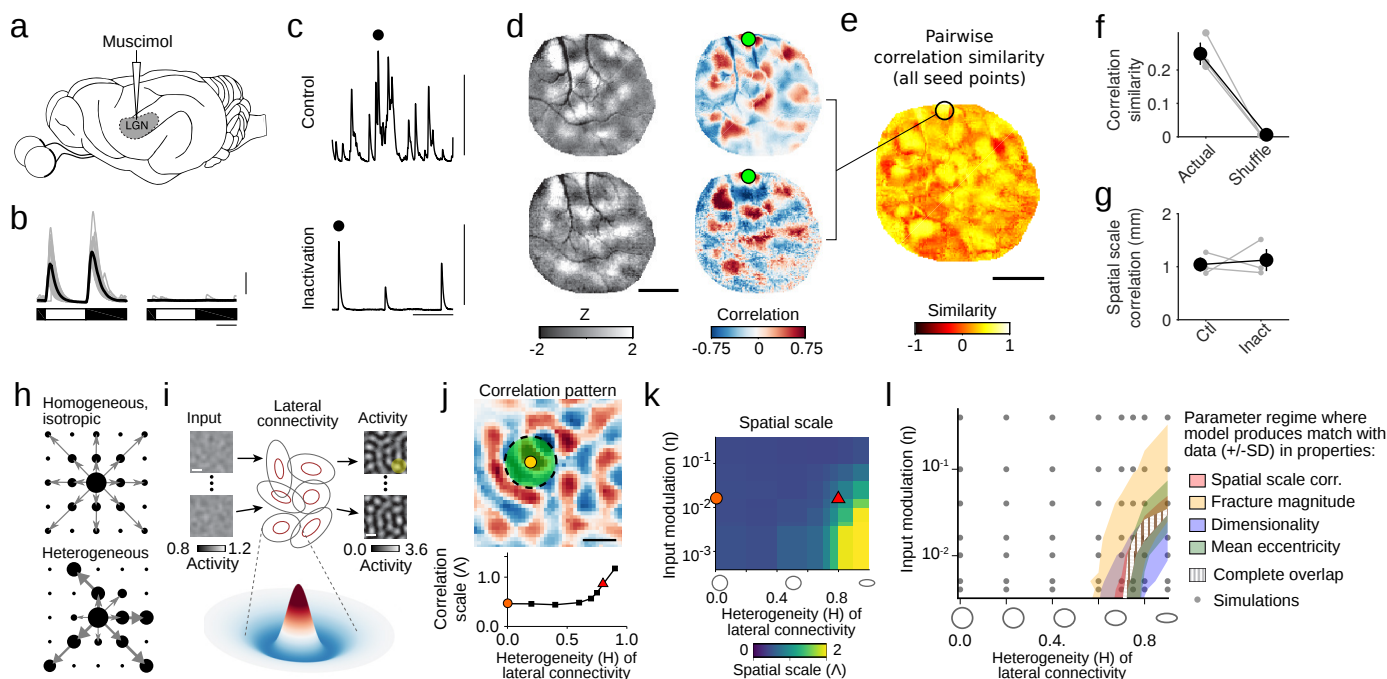 a
Muscimol
LGN
b
c
Control
Inactivation
d
Z
-2
2
Correlation
-0.75
0
0.75
e
Pairwise
correlation similarity
(all seed points)
Similarity
-1
0
1
f
Correlation
similarity
0.2
0.1
0
Actual
Shuffle
g
Spatial scale
correlation (mm)
2
1
0
Ctl
Inact
h
Homogeneous,
isotropic
Heterogeneous
i
Input
Lateral
connectivity
Activity
0.8
1.2
Activity
0.0
3.6
Activity
j
Correlation pattern
Correlation
scale (Λ)
1.0
0.0
0.0
1.0
Heterogeneity (H) of
lateral connectivity
k
Spatial scale
Input modulation (η)
10-1
10-2
10-3
0.0
0.4
0.8
Heterogeneity (H) of
lateral connectivity
0
2
Spatial scale (Λ)
l
Input modulation (η)
10-1
10-2
0.0
0.4.
0.8
Heterogeneity (H) of
lateral connectivity
Parameter regime where
model produces match with
data (+/-SD) in properties:
Spatial scale corr.
Fracture magnitude
Dimensionality
Mean eccentricity
Complete overlap
Simulations